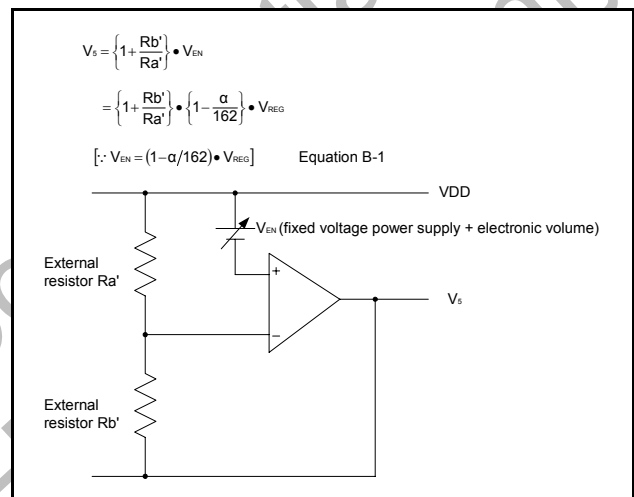 V₅ = {1+ Rb'/Ra'} • VEN
= {1+ Rb'/Ra'} • {1− α/162} • VREG
[∵ VEN = (1−α/162) • VREG] Equation B-1
VDD
VEN (fixed voltage power supply + electronic volume)
External
resistor Ra'
+
V₅
−
External
resistor Rb'